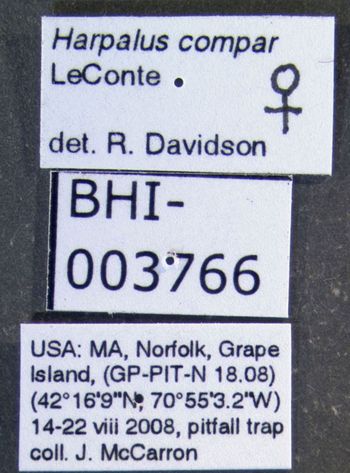 Harpalus compar
LeConte ♀
det. R. Davidson
BHI-
003766
USA: MA, Norfolk, Grape
Island, (GP-PIT-N 18.08)
(42°16'9"N, 70°55'3.2"W)
14-22 viii 2008, pitfall trap
coll. J. McCarron